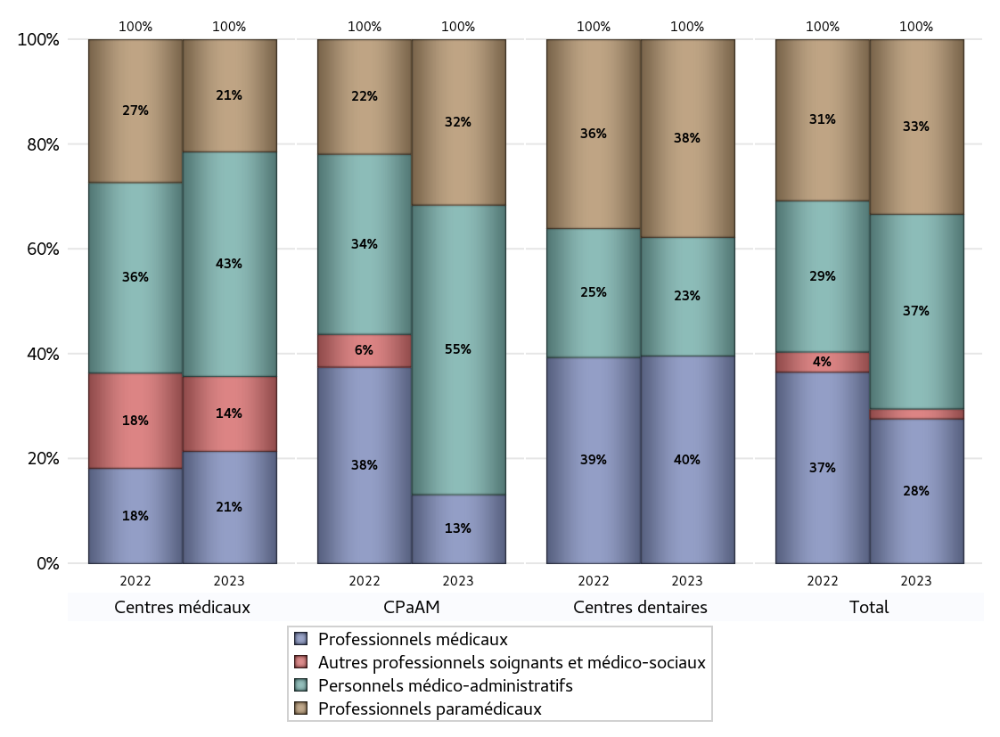 100% 100% 100% 100% 100% 100% 100% 100%
100%
80%
60%
40%
20%
0%
27% 21% 22% 32% 36% 38% 31% 33%
36% 43% 34% 55% 25% 23% 29% 37%
18% 14% 6% 4%
18% 21% 38% 13% 39% 40% 37% 28%
2022 2023 2022 2023 2022 2023 2022 2023
Centres médicaux CPaAM Centres dentaires Total
Professionnels médicaux
Autres professionnels soignants et médico-sociaux
Personnels médico-administratifs
Professionnels paramédicaux